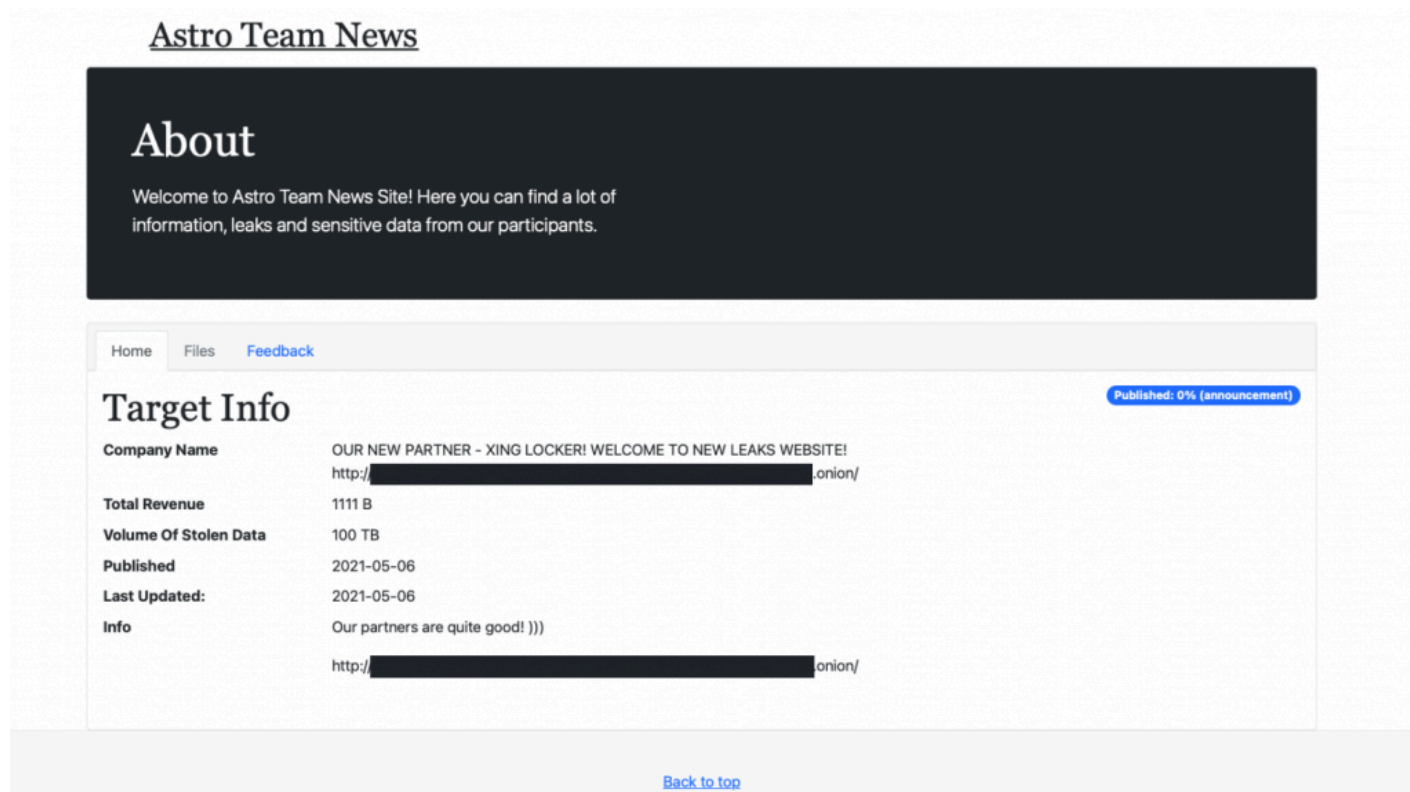 Astro Team News
About
Welcome to Astro Team News Site! Here you can find a lot of
information, leaks and sensitive data from our participants.
Home Files Feedback
Target Info
Published: 0% (announcement)
Company Name OUR NEW PARTNER - XING LOCKER! WELCOME TO NEW LEAKS WEBSITE!
http:// .onion/
Total Revenue 1111 B
Volume Of Stolen Data 100 TB
Published 2021-05-06
Last Updated: 2021-05-06
Info Our partners are quite good! )))
http:// .onion/
Back to top